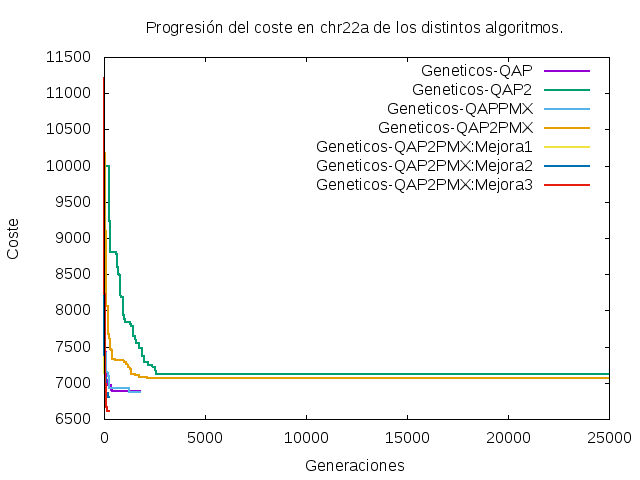 Progresión del coste en chr22a de los distintos algoritmos.
11500
11000
10500
10000
9500
9000
8500
8000
7500
7000
6500
Coste
Geneticos-QAP
Geneticos-QAP2
Geneticos-QAPPMX
Geneticos-QAP2PMX
Geneticos-QAP2PMX:Mejora1
Geneticos-QAP2PMX:Mejora2
Geneticos-QAP2PMX:Mejora3
0 5000 10000 15000 20000 25000
Generaciones